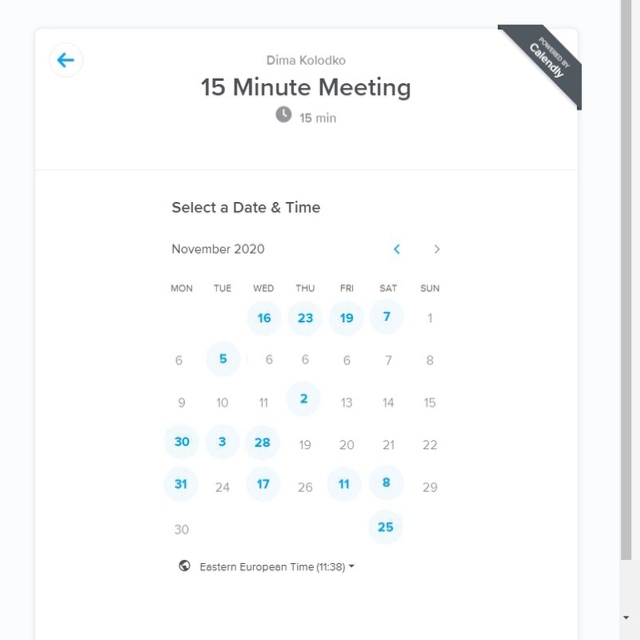 POWERED BY
Calendly
Dima Kolodko
15 Minute Meeting
15 min
Select a Date & Time
November 2020
MON TUE WED THU FRI SAT SUN
16 23 19 7 1
6 5 6 6 6 7 8
9 10 11 2 13 14 15
30 3 28 19 20 21 22
31 24 17 26 11 8 29
30 25
Eastern European Time (11:38)